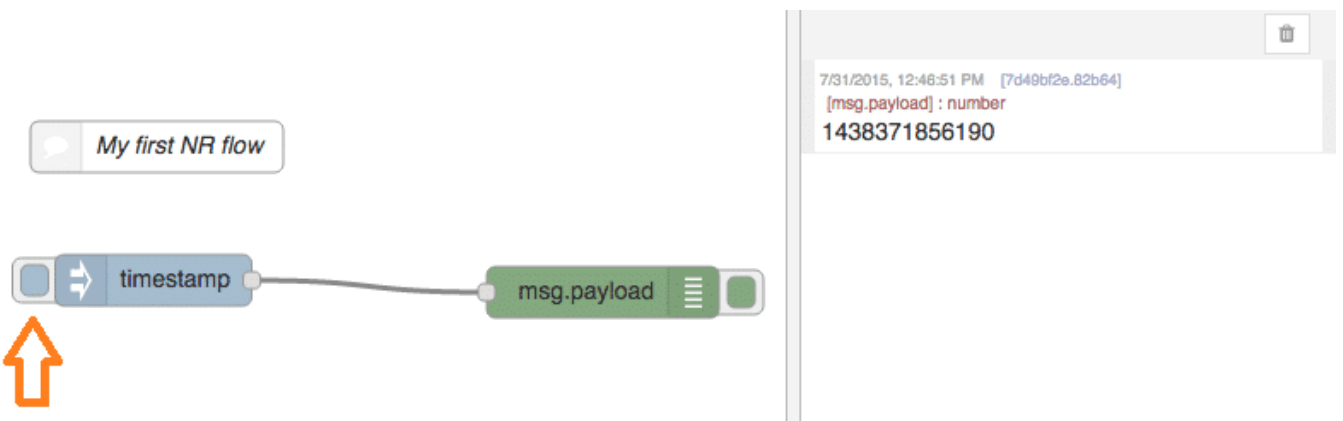 My first NR flow
timestamp
msg.payload
7/31/2015, 12:46:51 PM [7d49bf2e.82b64]
[msg.payload] : number
1438371856190